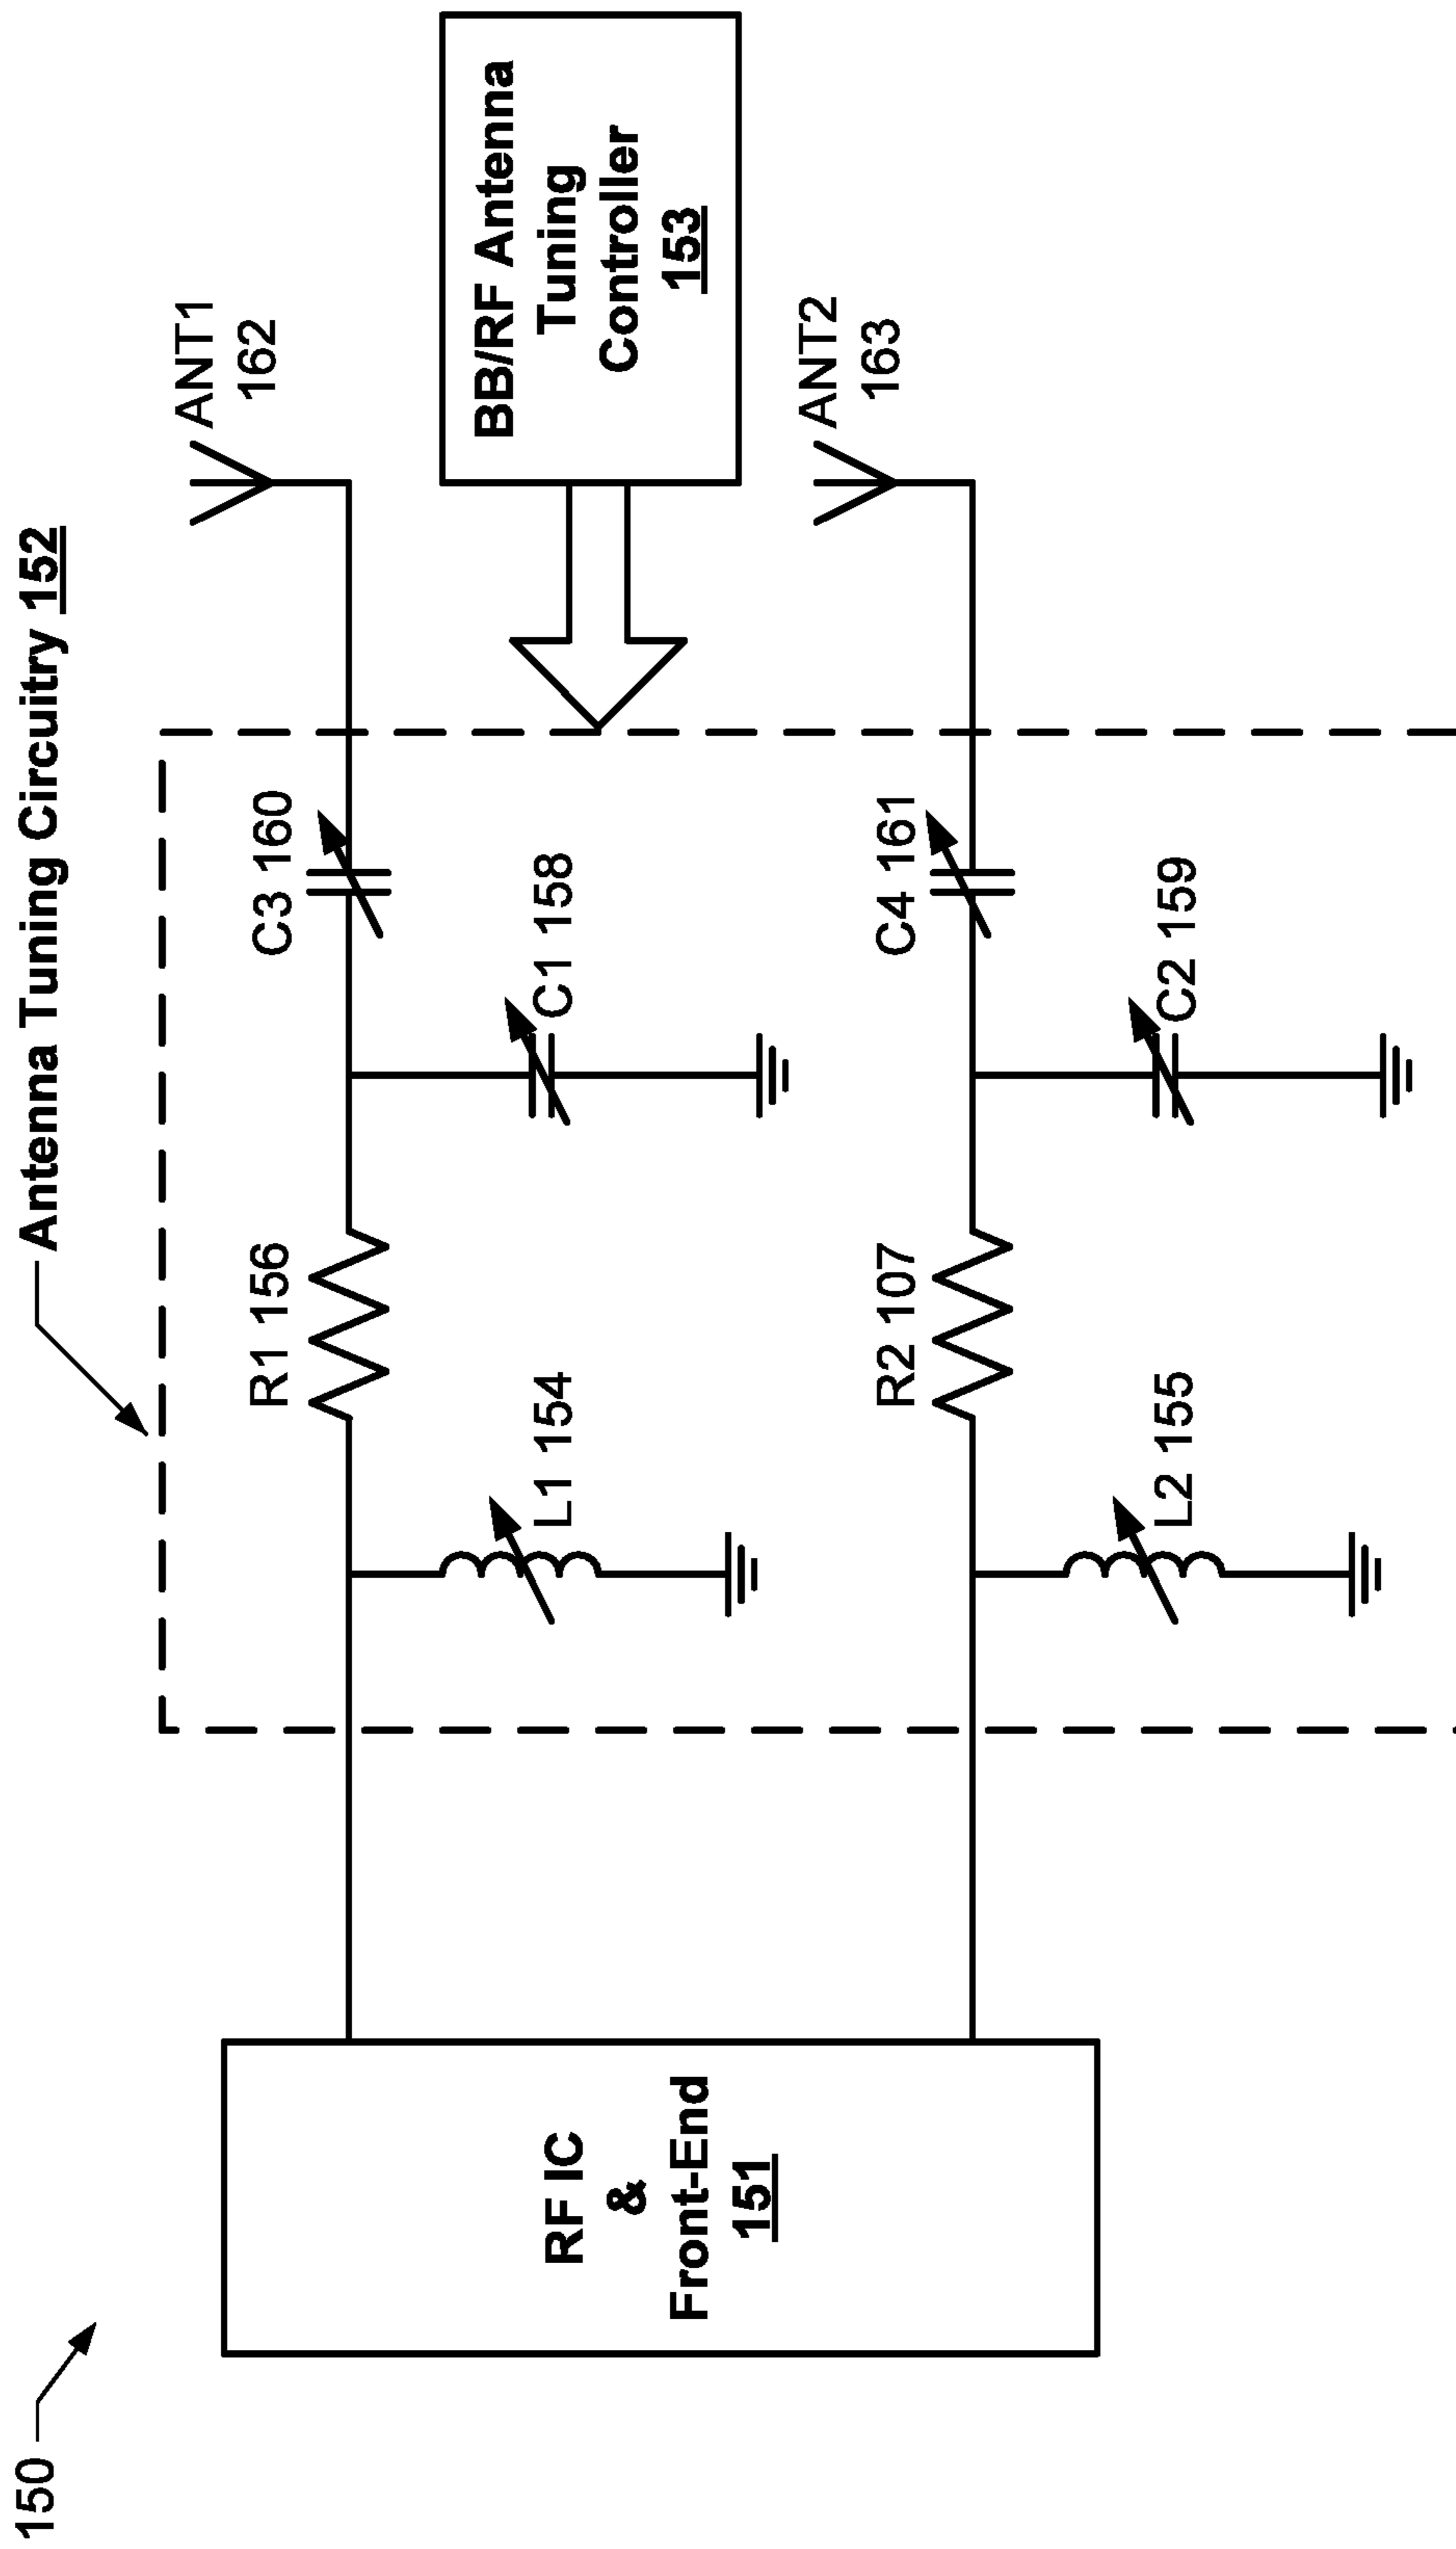 150
Antenna Tuning Circuitry 152
ANT1
162
C3 160
R1 156
C1 158
L1 154
BB/RF Antenna
Tuning
Controller
153
RF IC
&
Front-End
151
ANT2
163
C4 161
R2 107
C2 159
L2 155